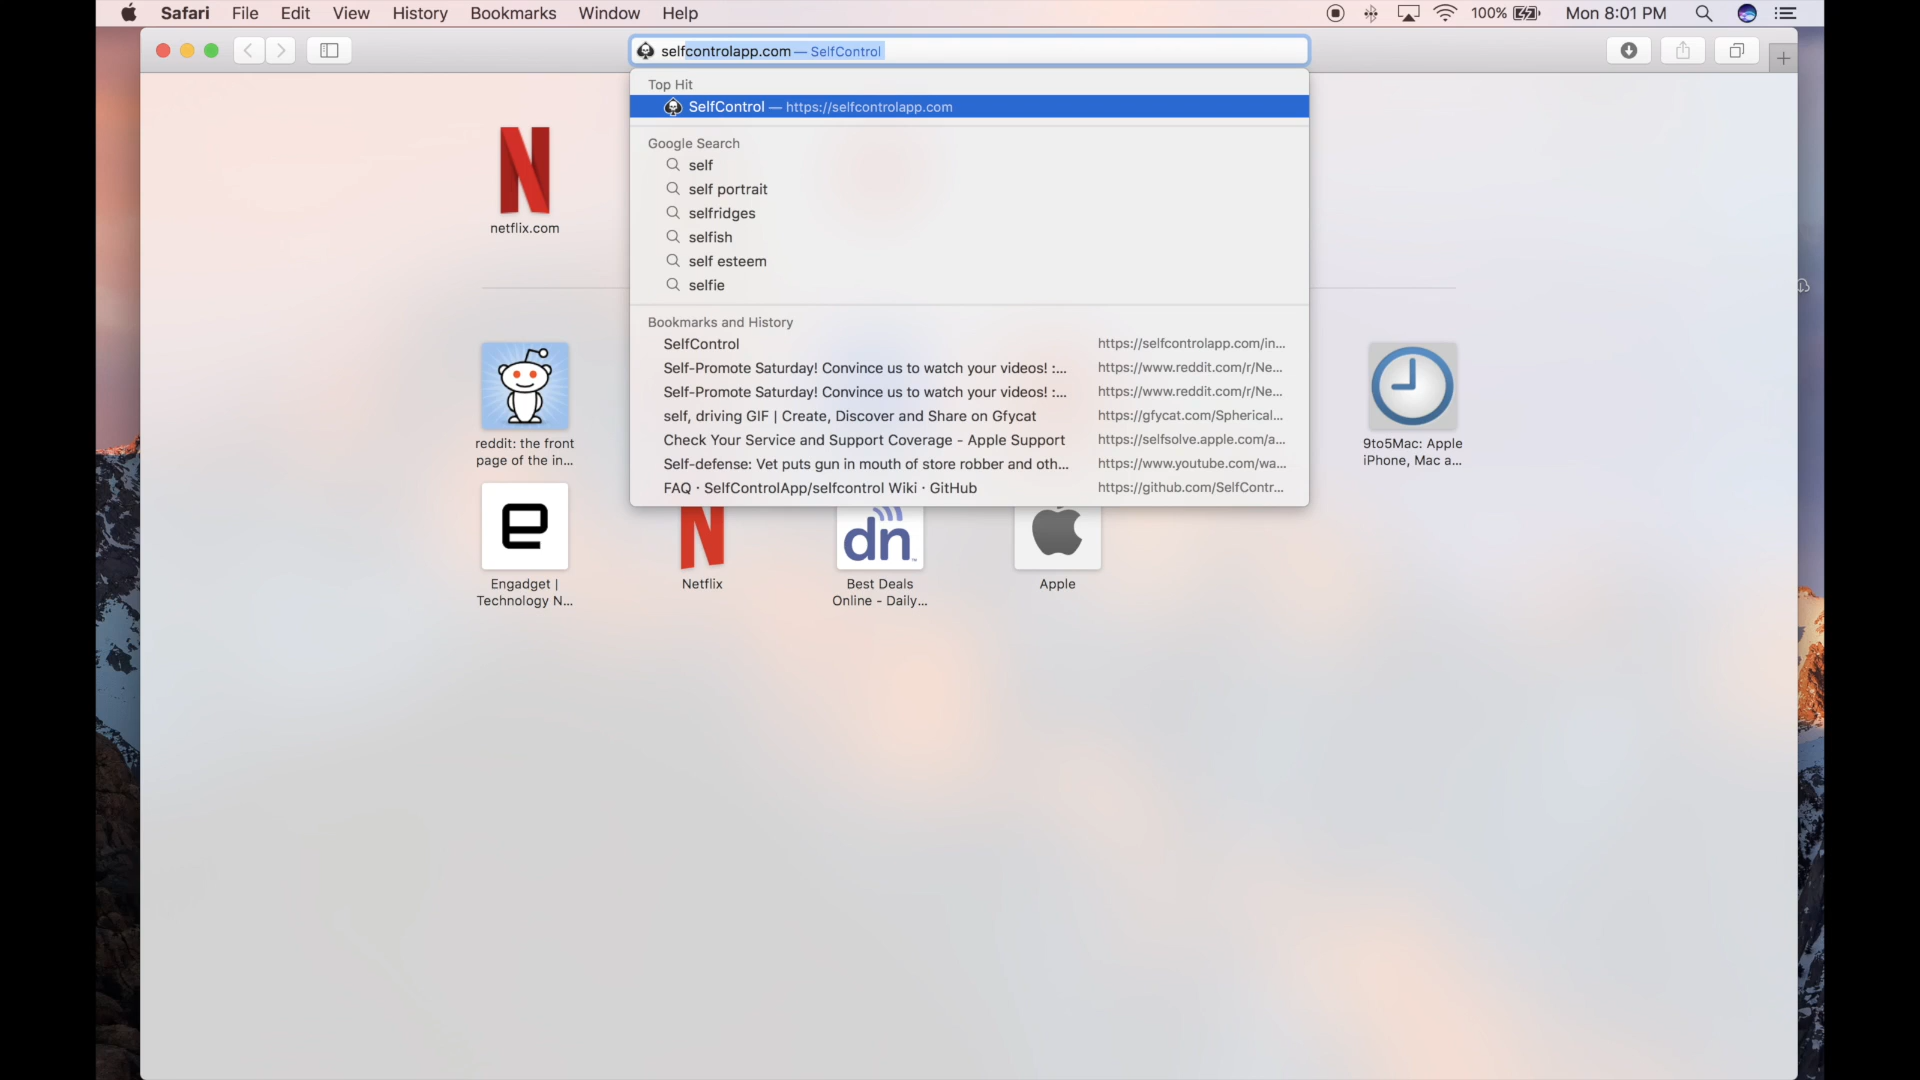 Safari File Edit View History Bookmarks Window Help 100% Mon 8:01 PM
selfcontrolapp.com — SelfControl
Top Hit
SelfControl — https://selfcontrolapp.com
Google Search
self
self portrait
selfridges
selfish
self esteem
selfie
Bookmarks and History
SelfControl https://selfcontrolapp.com/in...
Self-Promote Saturday! Convince us to watch your videos! :... https://www.reddit.com/r/Ne...
Self-Promote Saturday! Convince us to watch your videos! :... https://www.reddit.com/r/Ne...
self, driving GIF | Create, Discover and Share on Gfycat https://gfycat.com/Spherical...
Check Your Service and Support Coverage - Apple Support https://selfsolve.apple.com/a...
Self-defense: Vet puts gun in mouth of store robber and oth... https://www.youtube.com/wa...
FAQ · SelfControlApp/selfcontrol Wiki · GitHub https://github.com/SelfContr...
N
netflix.com
reddit: the front
page of the in...
9to5Mac: Apple
iPhone, Mac a...
e
Engadget |
Technology N...
N
Netflix
dn
Best Deals
Online - Daily...
Apple